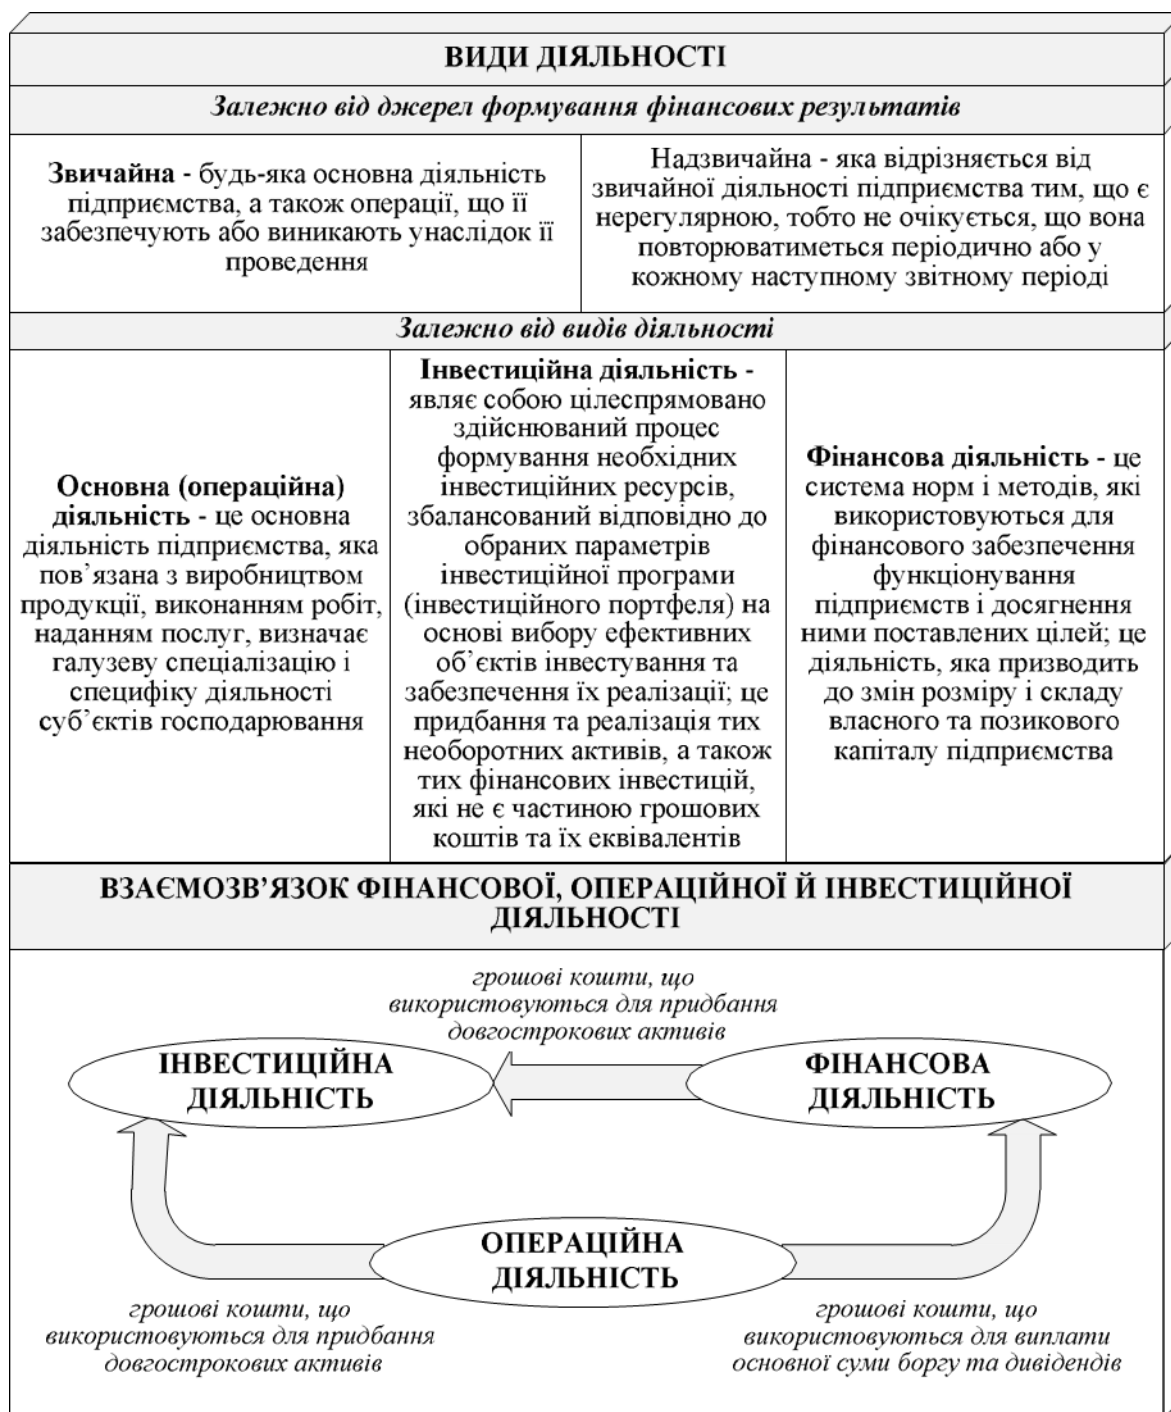 ВИДИ ДІЯЛЬНОСТІ
Залежно від джерел формування фінансових результатів
Звичайна - будь-яка основна діяльність
підприємства, а також операції, що її
забезпечують або виникають унаслідок її
проведення
Надзвичайна - яка відрізняється від
звичайної діяльності підприємства тим, що є
нерегулярною, тобто не очікується, що вона
повторюватиметься періодично або у
кожному наступному звітному періоді
Залежно від видів діяльності
Основна (операційна)
діяльність - це основна
діяльність підприємства, яка
пов’язана з виробництвом
продукції, виконанням робіт,
наданням послуг, визначає
галузеву спеціалізацію і
специфіку діяльності
суб’єктів господарювання
Інвестиційна діяльність -
являє собою цілеспрямовано
здійснюваний процес
формування необхідних
інвестиційних ресурсів,
збалансований відповідно до
обраних параметрів
інвестиційної програми
(інвестиційного портфеля) на
основі вибору ефективних
об’єктів інвестування та
забезпечення їх реалізації; це
придбання та реалізація тих
необоротних активів, а також
тих фінансових інвестицій,
які не є частиною грошових
коштів та їх еквівалентів
Фінансова діяльність - це
система норм і методів, які
використовуються для
фінансового забезпечення
функціонування
підприємств і досягнення
ними поставлених цілей; це
діяльність, яка призводить
до змін розміру і складу
власного та позикового
капіталу підприємства
ВЗАЄМОЗВ’ЯЗОК ФІНАНСОВОЇ, ОПЕРАЦІЙНОЇ Й ІНВЕСТИЦІЙНОЇ
ДІЯЛЬНОСТІ
грошові кошти, що
використовуються для придбання
довгострокових активів
ІНВЕСТИЦІЙНА
ДІЯЛЬНІСТЬ
ФІНАНСОВА
ДІЯЛЬНІСТЬ
ОПЕРАЦІЙНА
ДІЯЛЬНІСТЬ
грошові кошти, що
використовуються для придбання
довгострокових активів
грошові кошти, що
використовуються для виплати
основної суми боргу та дивідендів